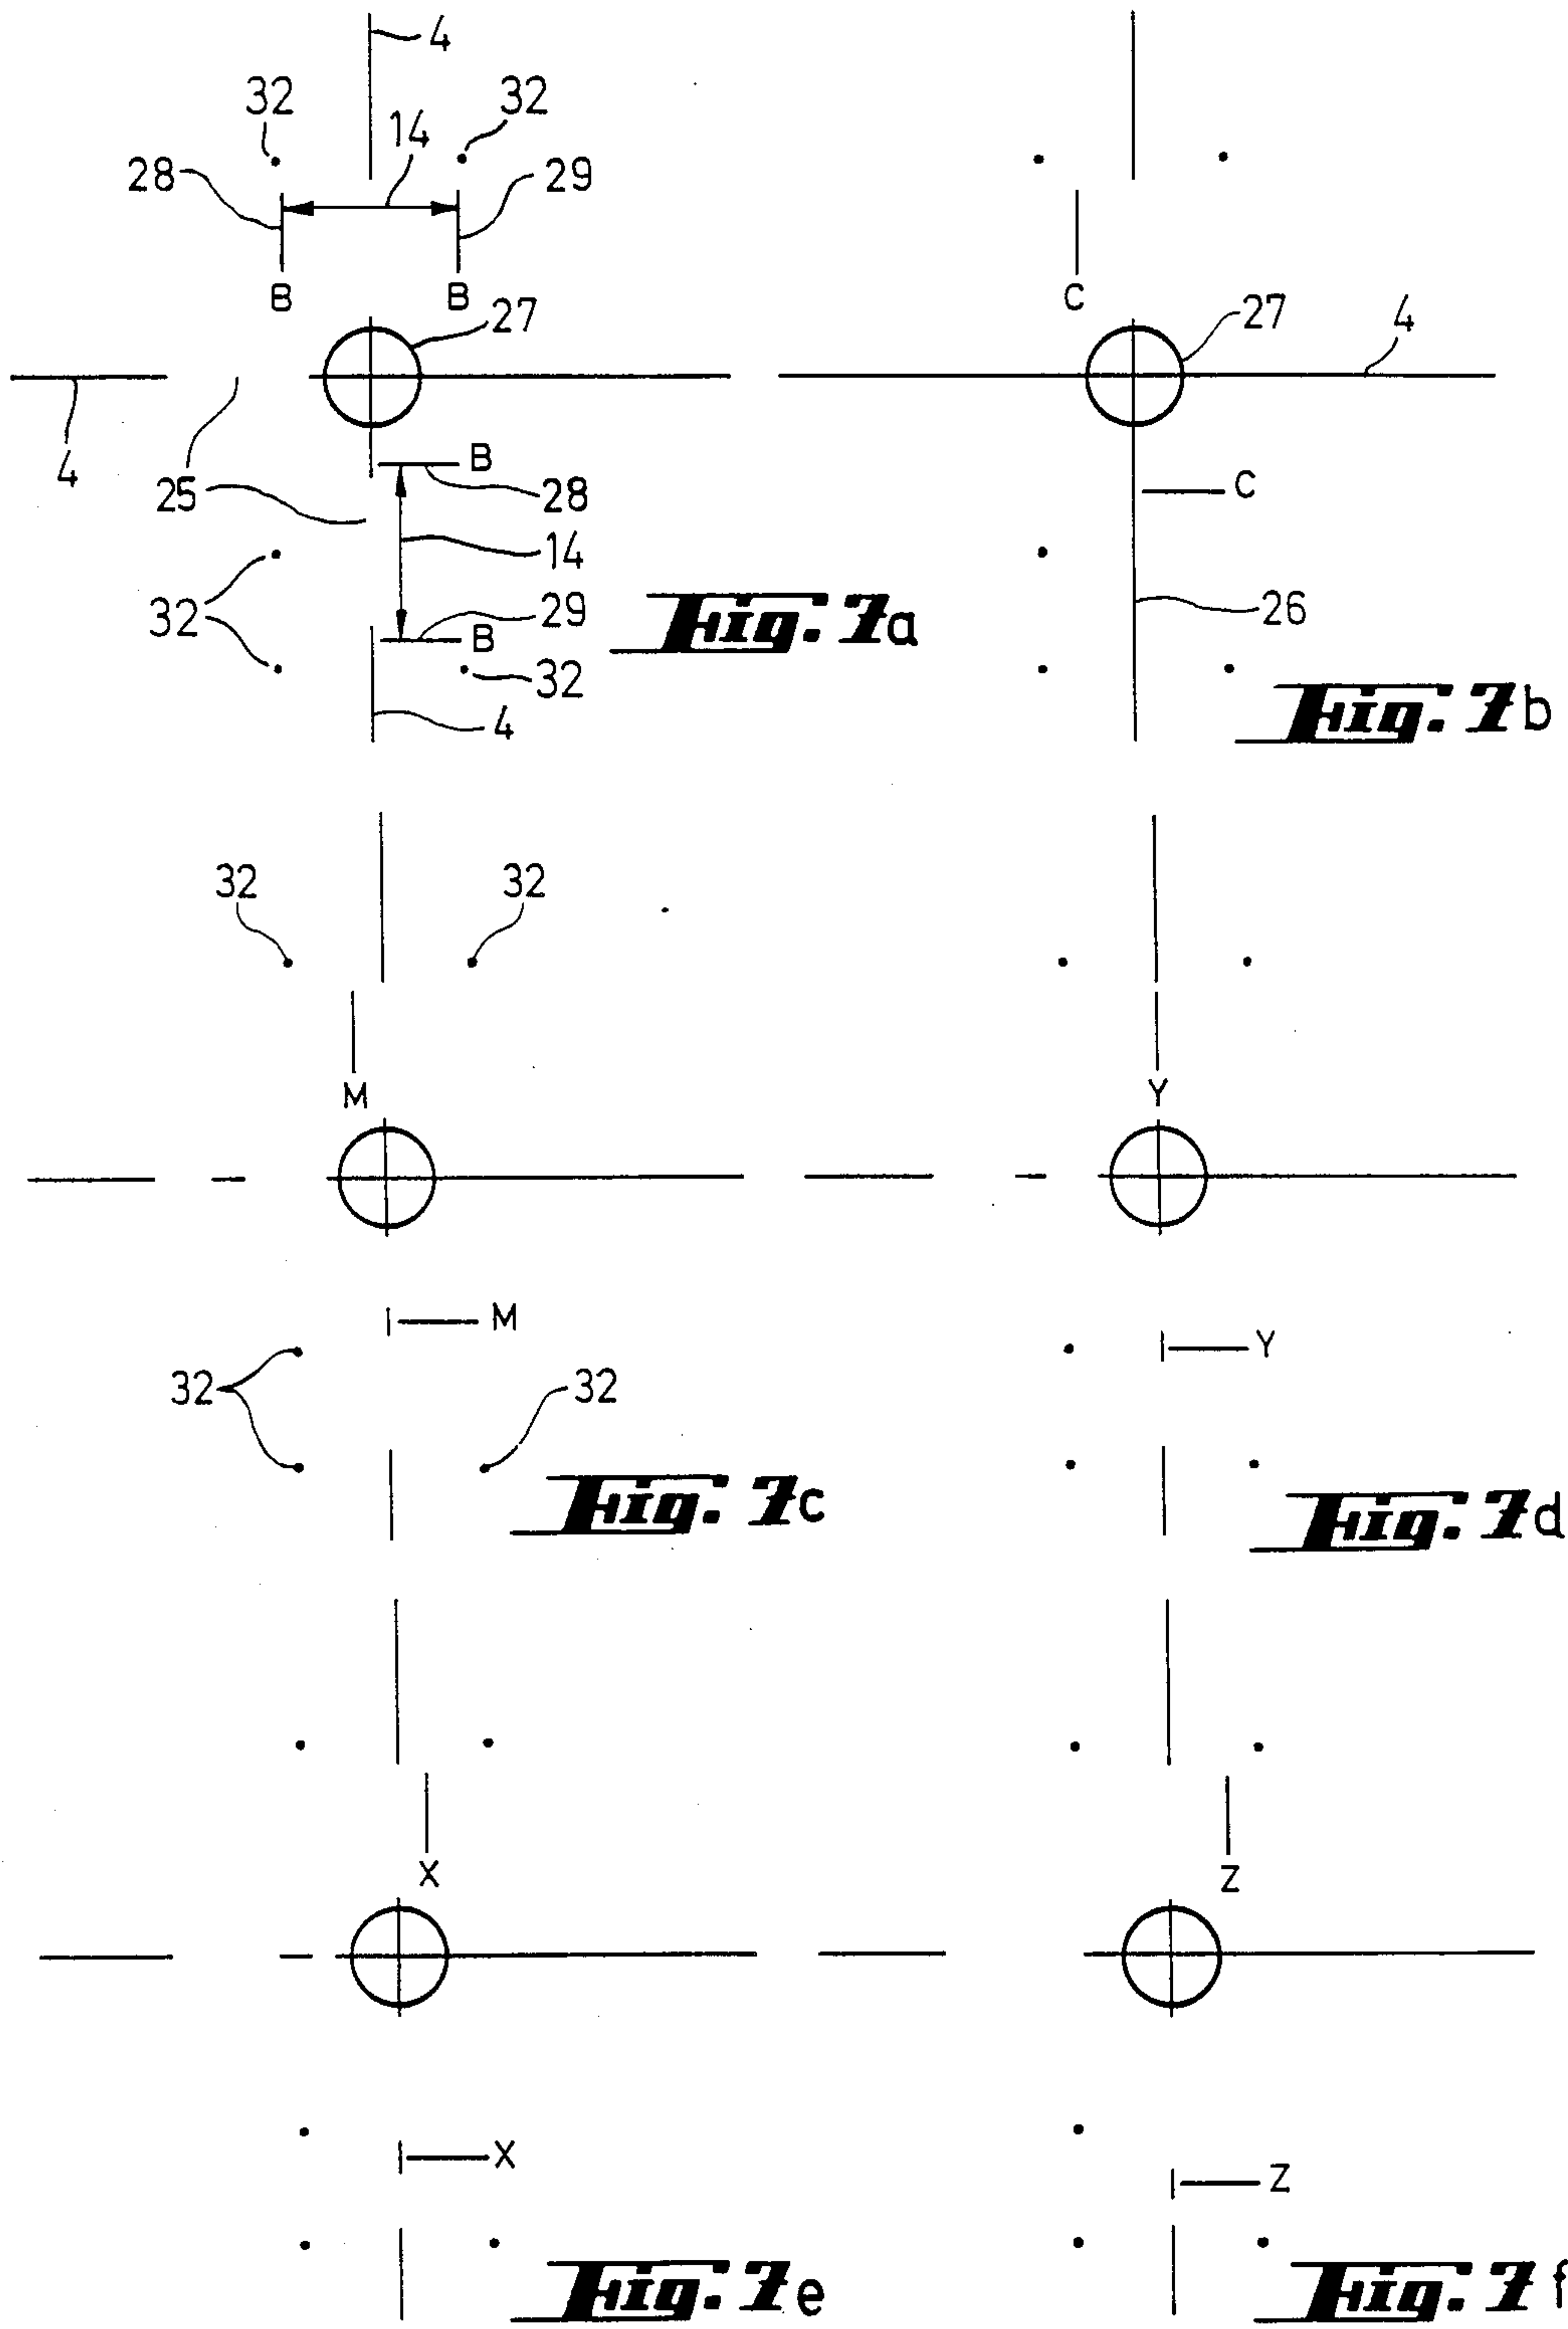 4
32 32
14
28 29
B B
27 27
4
4 B C
25 28
14
32 29 26
B Fig. 7a
32
4 Fig. 7b
32 32
M Y
M Y
32 32
Fig. 7c Fig. 7d
X Z
X Z
Fig. 7e Fig. 7f